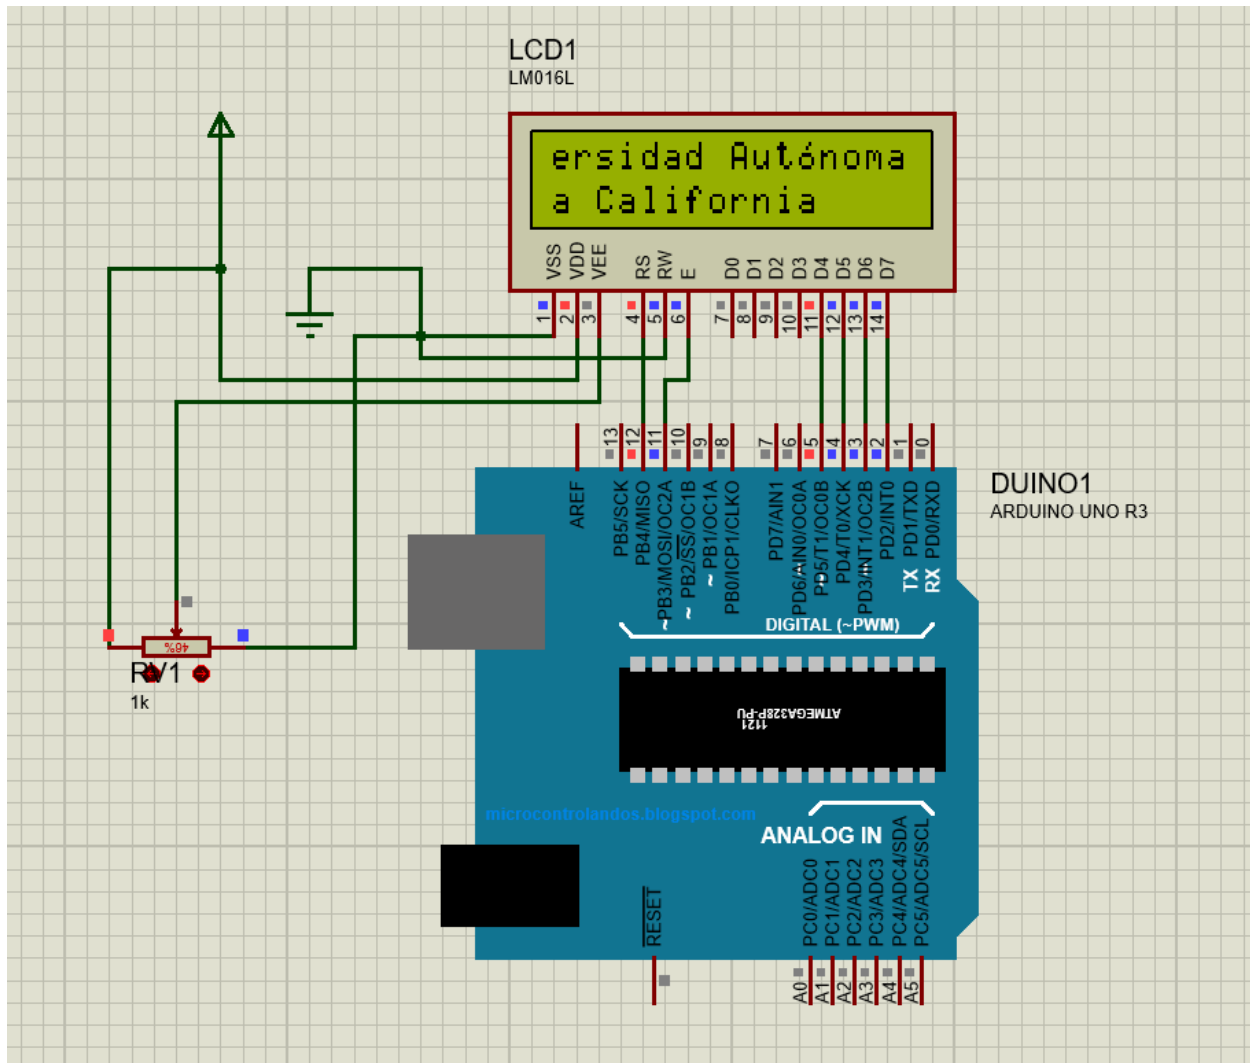 LCD1
LM016L
ersidad Autónoma
a California
VSS VDD VEE RS RW E D0 D1 D2 D3 D4 D5 D6 D7
1 2 3 4 5 6 7 8 9 10 11 12 13 14
13 12 11 10 9 8 7 6 5 4 3 2 1 0
AREF PB5/SCK PB4/MISO ~PB3/MOSI/OC2A ~PB2/SS/OC1B ~PB1/OC1A PB0/ICP1/CLKO PD7/AIN1 PD6/AIN0/OC0A PD5/T1/OC0B PD4/T0/XCK PD3/INT1/OC2B PD2/INT0 PD1/TXD PD0/RXD
TX RX
DIGITAL (~PWM)
DUINO1
ARDUINO UNO R3
46%
RV1
1k
ATMEGA328P-PU
1121
microcontrolandos.blogspot.com
ANALOG IN
RESET
PC0/ADC0 PC1/ADC1 PC2/ADC2 PC3/ADC3 PC4/ADC4/SDA PC5/ADC5/SCL
A0 A1 A2 A3 A4 A5